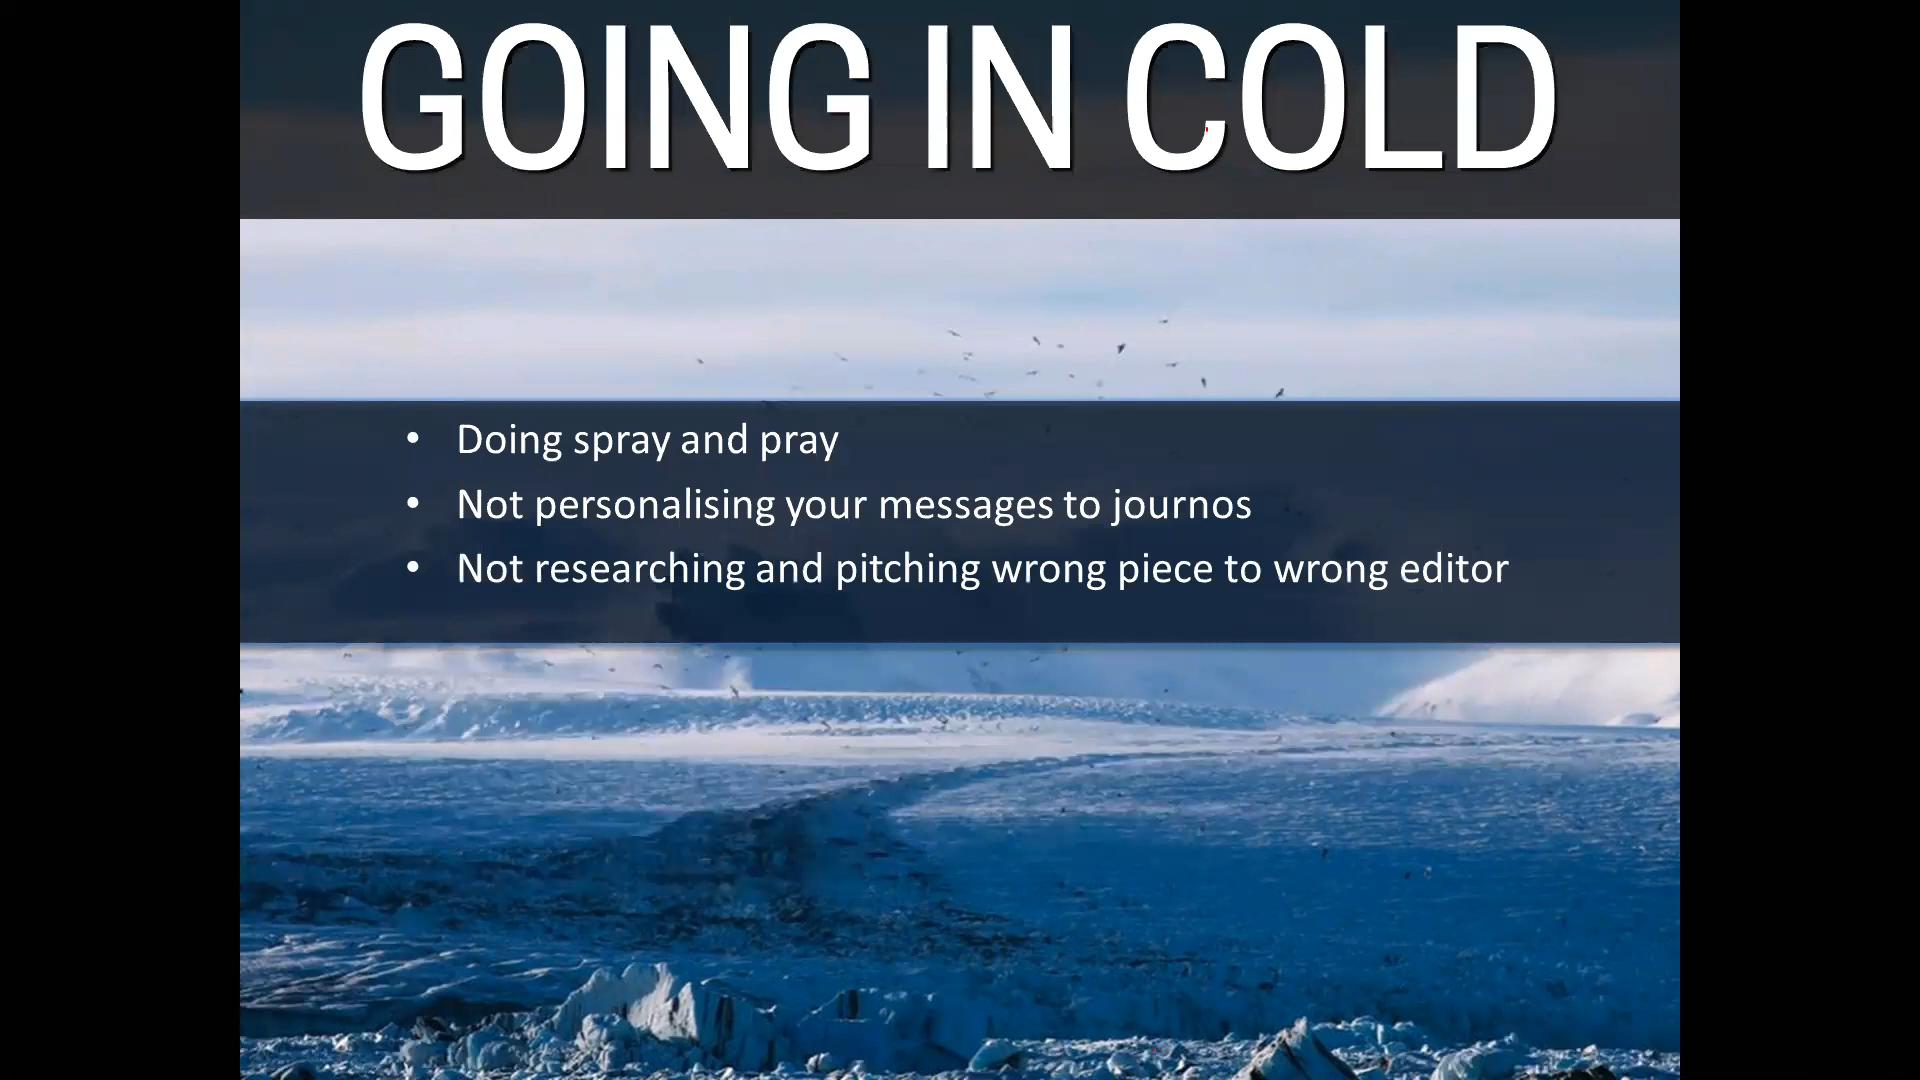 GOING IN COLD
• Doing spray and pray
• Not personalising your messages to journos
• Not researching and pitching wrong piece to wrong editor